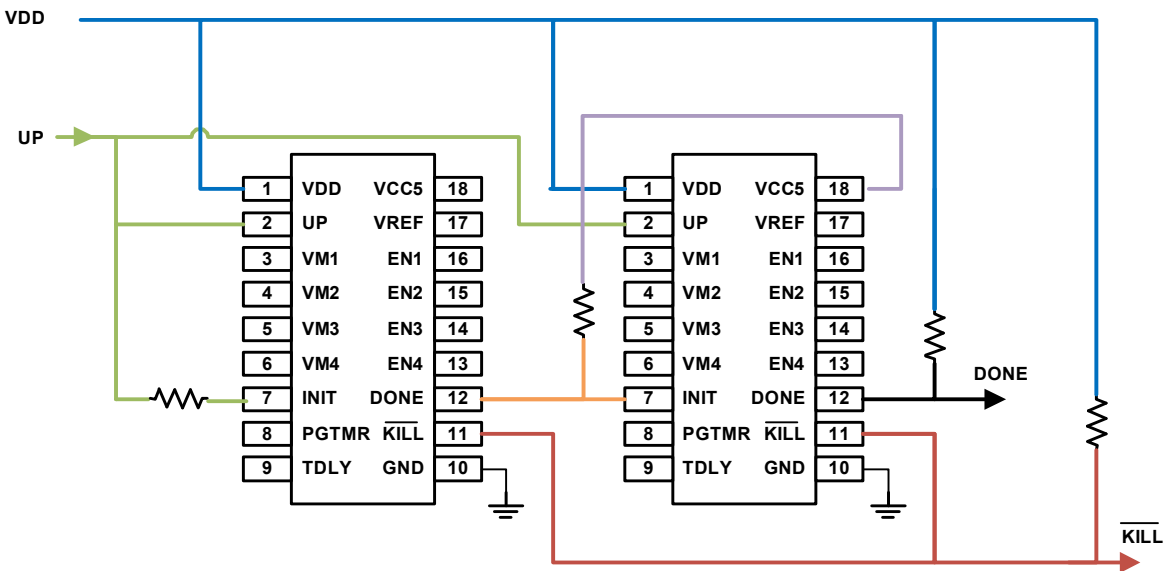 VDD
UP
1 VDD VCC5 18
2 UP VREF 17
3 VM1 EN1 16
4 VM2 EN2 15
5 VM3 EN3 14
6 VM4 EN4 13
7 INIT DONE 12
8 PGTMR KILL 11
9 TDLY GND 10
1 VDD VCC5 18
2 UP VREF 17
3 VM1 EN1 16
4 VM2 EN2 15
5 VM3 EN3 14
6 VM4 EN4 13
7 INIT DONE 12
8 PGTMR KILL 11
9 TDLY GND 10
DONE
KILL